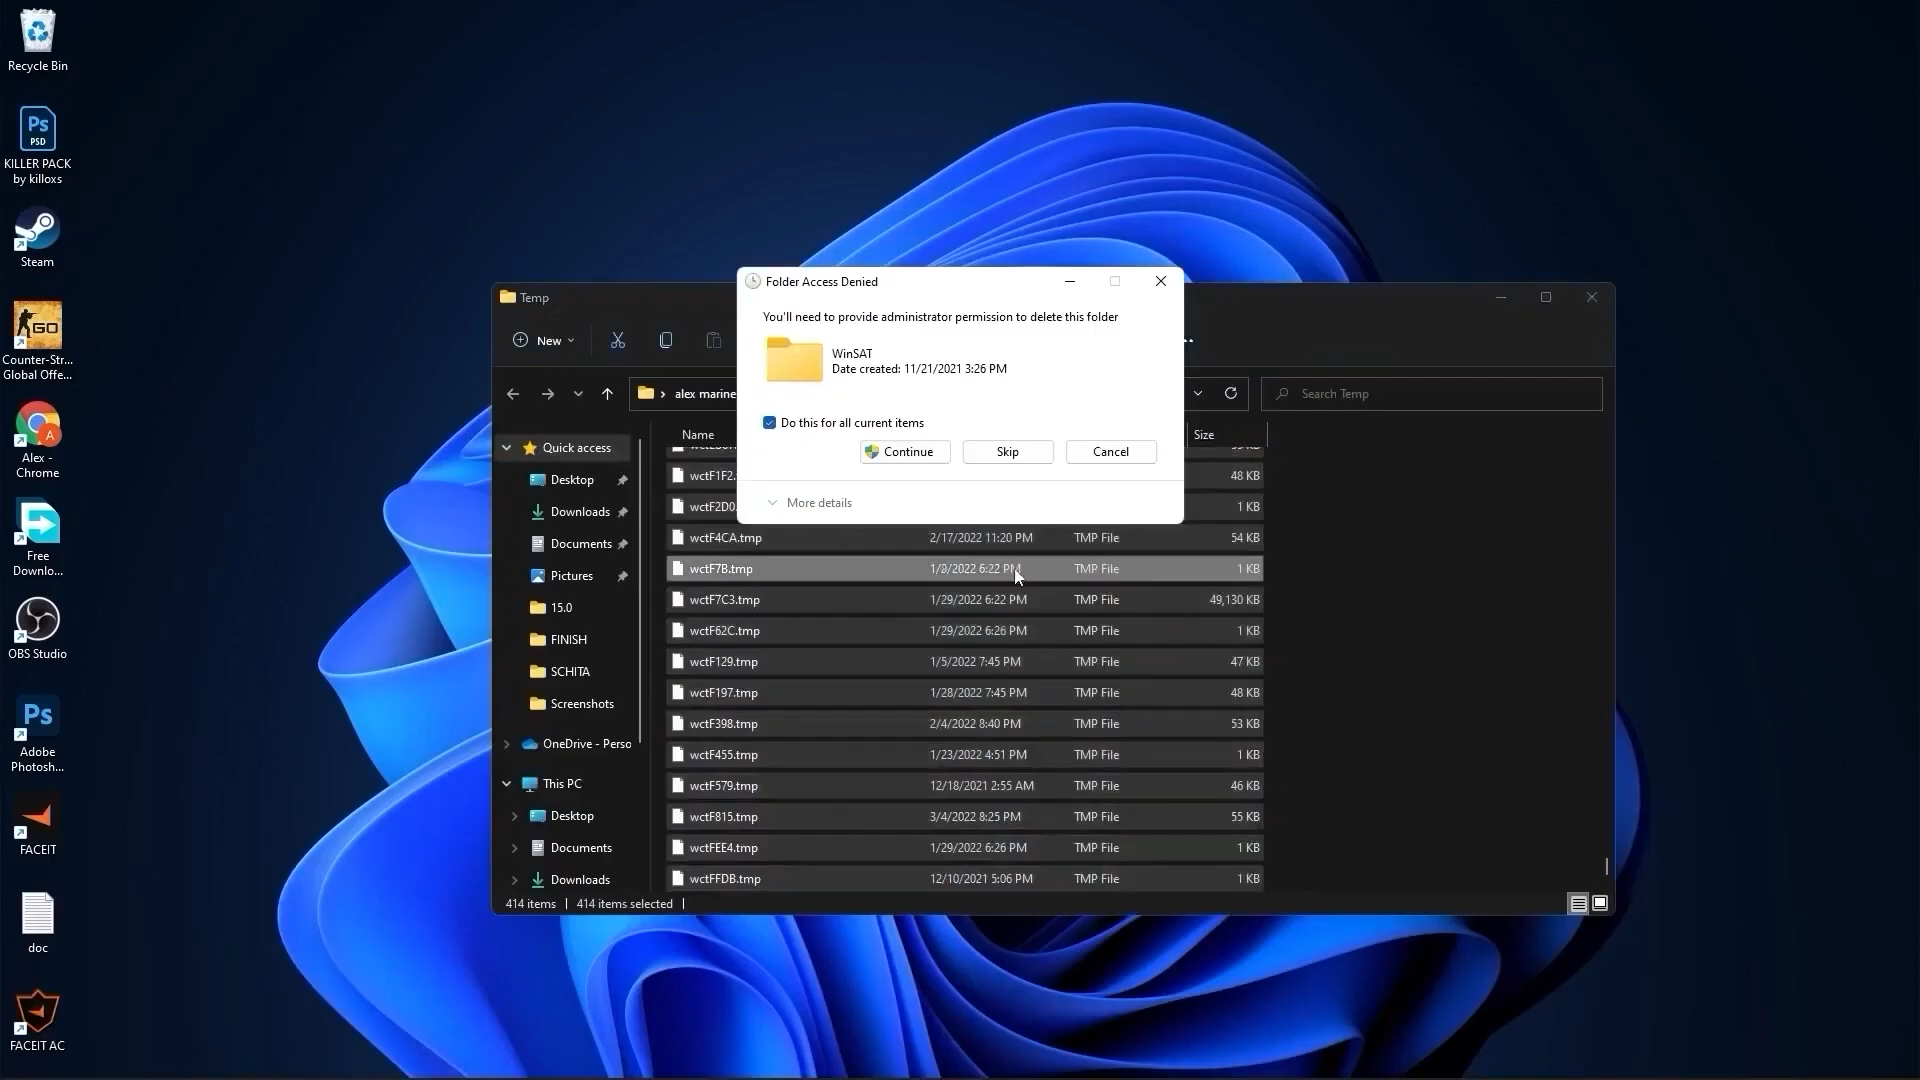 Recycle Bin
Ps
PSD
KILLER PACK
by killoxs
Steam
GO
Counter-Str...
Global Offe...
A
Alex -
Chrome
Free
Downlo...
OBS Studio
Ps
Adobe
Photosh...
FACEIT
doc
FACEIT AC
Temp
New
alex marine
Search Temp
Quick access
Desktop
Downloads
Documents
Pictures
15.0
FINISH
SCHITA
Screenshots
OneDrive - Perso
This PC
Desktop
Documents
Downloads
Name
Size
wctF1F2. 48 KB
wctF2D0. 1 KB
wctF4CA.tmp 2/17/2022 11:20 PM TMP File 54 KB
wctF7B.tmp 6:22 PM TMP File 1 KB
wctF7C3.tmp 1/29/2022 6:22 PM TMP File 49,130 KB
wctF62C.tmp 1/29/2022 6:26 PM TMP File 1 KB
wctF129.tmp 1/5/2022 7:45 PM TMP File 47 KB
wctF197.tmp 1/28/2022 7:45 PM TMP File 48 KB
wctF398.tmp 2/4/2022 8:40 PM TMP File 53 KB
wctF455.tmp 1/23/2022 4:51 PM TMP File 1 KB
wctF579.tmp 12/18/2021 2:55 AM TMP File 46 KB
wctF815.tmp 3/4/2022 8:25 PM TMP File 55 KB
wctFEE4.tmp 1/29/2022 6:26 PM TMP File 1 KB
wctFFDB.tmp 12/10/2021 5:06 PM TMP File 1 KB
414 items
414 items selected
Folder Access Denied
You'll need to provide administrator permission to delete this folder
WinSAT
Date created: 11/21/2021 3:26 PM
Do this for all current items
Continue
Skip
Cancel
More details